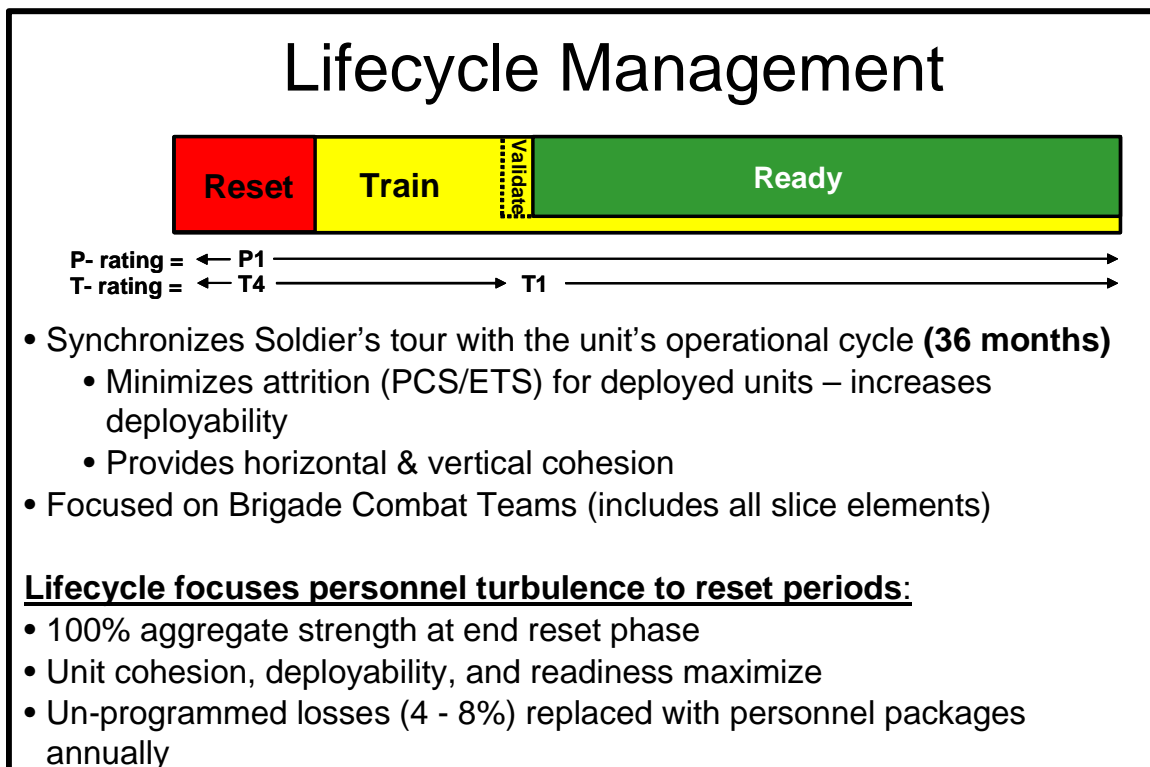 Lifecycle Management
Reset
Train
Validate
Ready
P- rating = P1
T- rating = T4 T1
• Synchronizes Soldier's tour with the unit's operational cycle (36 months)
• Minimizes attrition (PCS/ETS) for deployed units – increases
deployability
• Provides horizontal & vertical cohesion
• Focused on Brigade Combat Teams (includes all slice elements)
Lifecycle focuses personnel turbulence to reset periods:
• 100% aggregate strength at end reset phase
• Unit cohesion, deployability, and readiness maximize
• Un-programmed losses (4 - 8%) replaced with personnel packages
annually